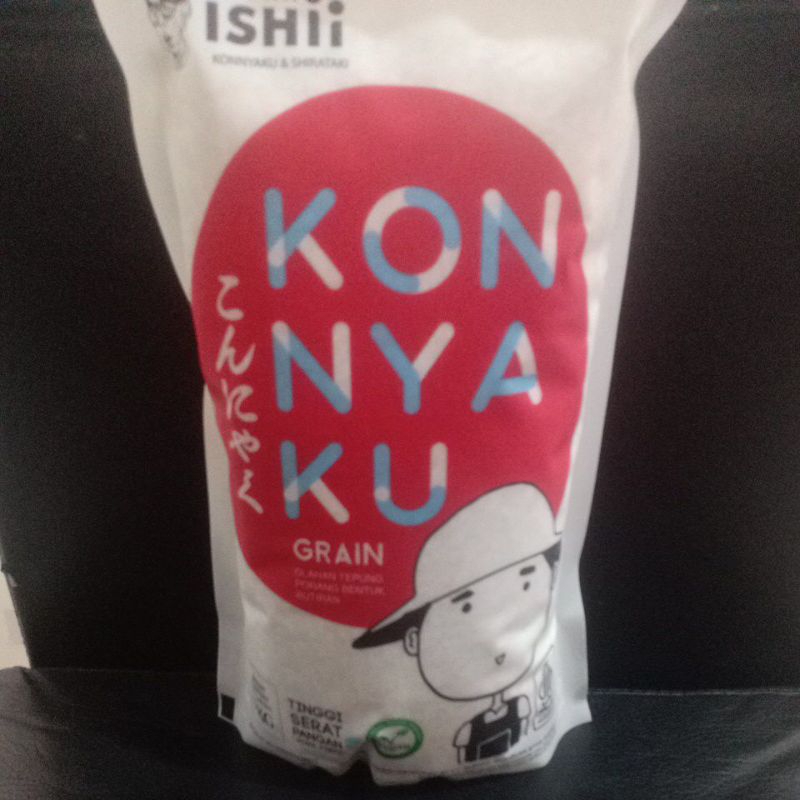 ISHIi
KONNYAKU & SHIRATAKI
KON
NYA
KU
こんにゃく
GRAIN
OLAHAN TEPUNG
PORANG BENTUK
BUTIRAN
TINGGI
SERAT
PANGAN